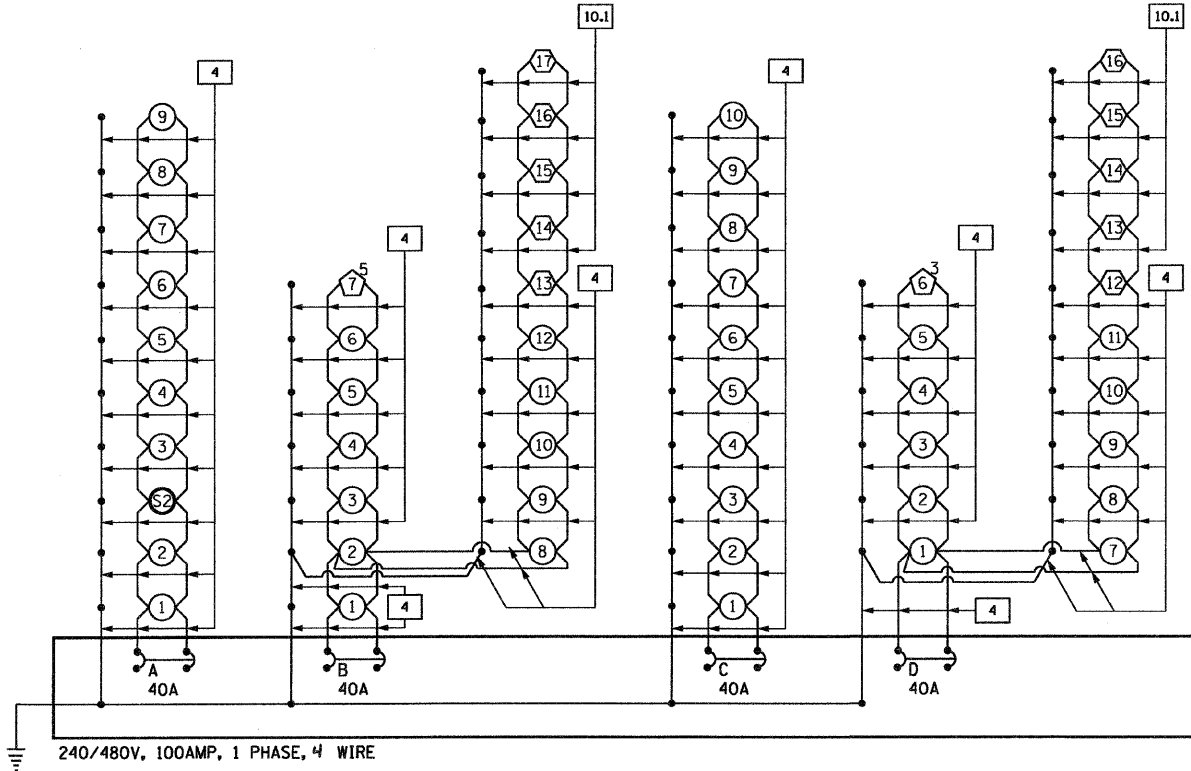 10.1 10.1
17 16
4 4
9 16 10 15
8 15 9 14
7 14 8 13
4 4
5 3
6 7 13 4 7 6 12 4
5 6 12 6 5 11
4 5 11 5 4 10
3 4 10 4 3 9
S2 3 9 3 2 8
2 2 8 2 1 7
1 4 1 1 4
A B C D
40A 40A 40A 40A
240/480V, 100AMP, 1 PHASE, 4 WIRE